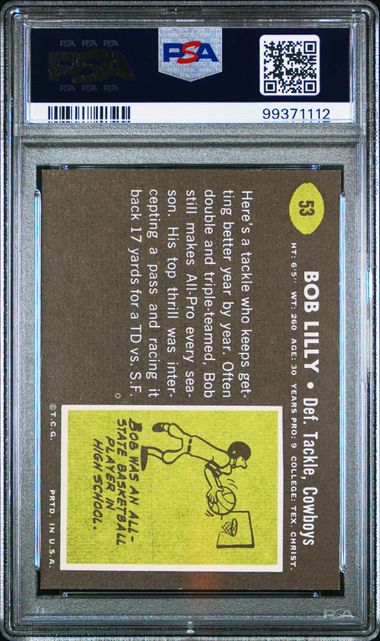 PSA
PSA
99371112
53
BOB LILLY • Def. Tackle, Cowboys
HT: 6'5" WT: 260 AGE: 30 YEARS PRO: 9 COLLEGE: TEX. CHRIST.
Here's a tackle who keeps get-
ting better year by year. Often
double and triple-teamed, Bob
still makes All-Pro every sea-
son. His top thrill was inter-
cepting a pass and racing it
back 17 yards for a TD vs. S.F.
BOB WAS AN ALL-
STATE BASKETBALL
PLAYER IN
HIGH SCHOOL.
©T.C.G.
PRTD. IN U.S.A.
PSA